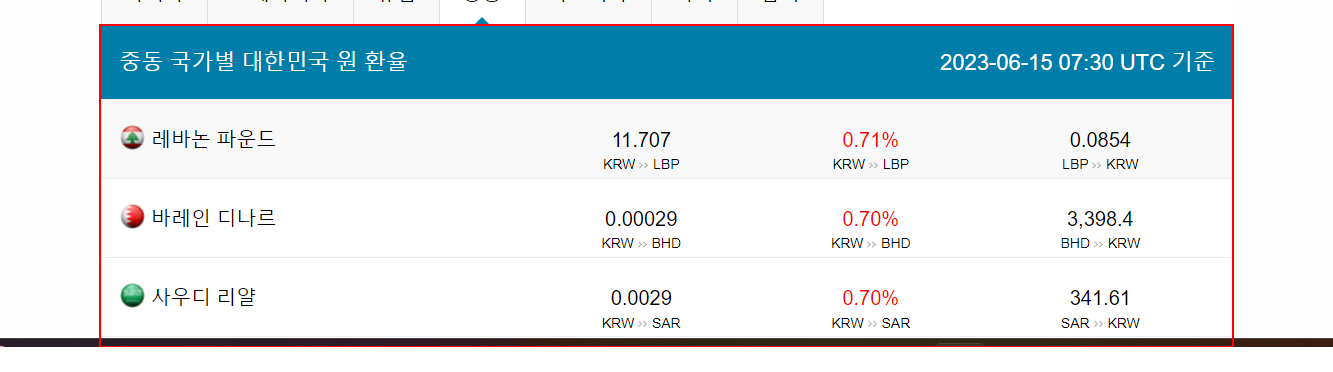 중동 국가별 대한민국 원 환율 2023-06-15 07:30 UTC 기준
레바논 파운드 11.707 0.71% 0.0854
KRW ›› LBP KRW ›› LBP LBP ›› KRW
바레인 디나르 0.00029 0.70% 3,398.4
KRW ›› BHD KRW ›› BHD BHD ›› KRW
사우디 리얄 0.0029 0.70% 341.61
KRW ›› SAR KRW ›› SAR SAR ›› KRW